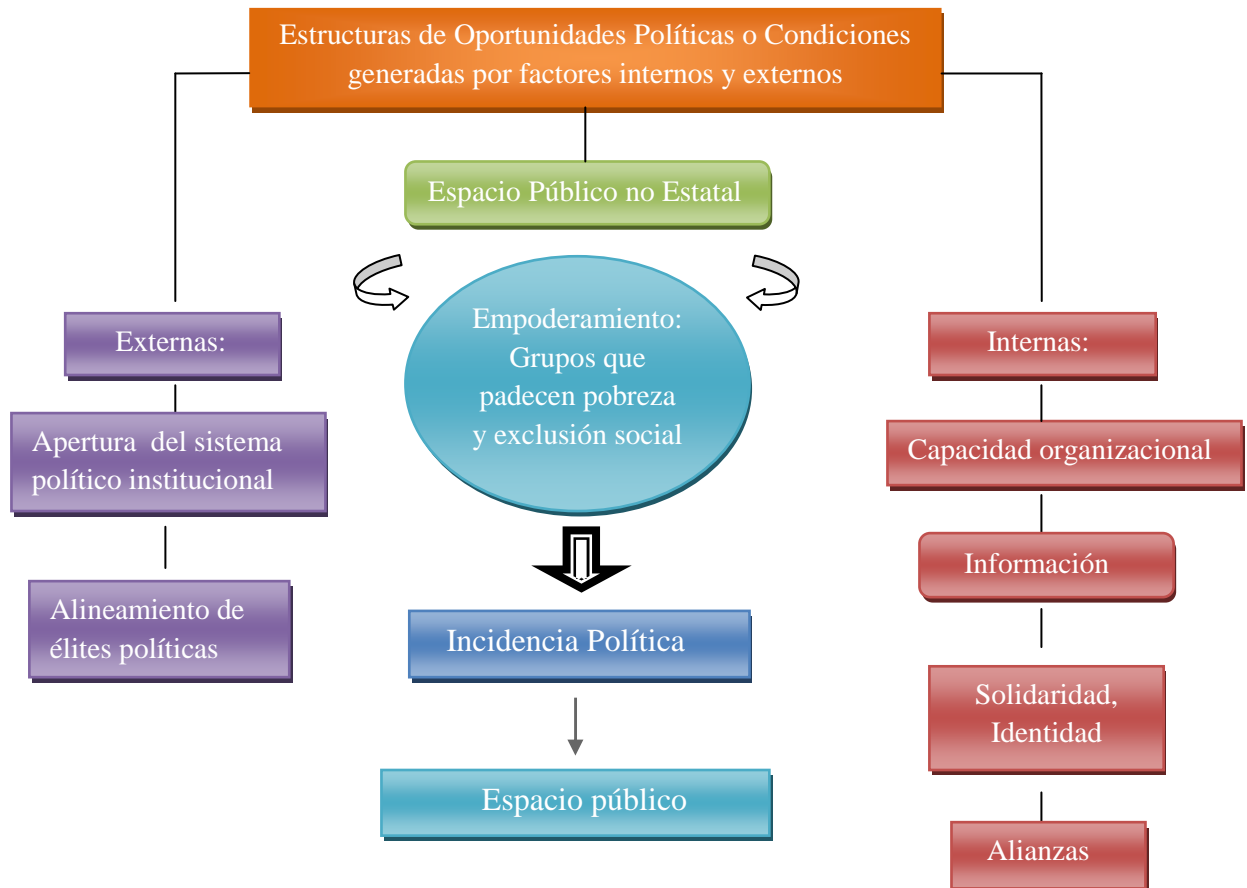 Estructuras de Oportunidades Políticas o Condiciones
generadas por factores internos y externos
Espacio Público no Estatal
Empoderamiento:
Grupos que
padecen pobreza
y exclusión social
Incidencia Política
Espacio público
Externas:
Apertura del sistema
político institucional
Alineamiento de
élites políticas
Internas:
Capacidad organizacional
Información
Solidaridad,
Identidad
Alianzas